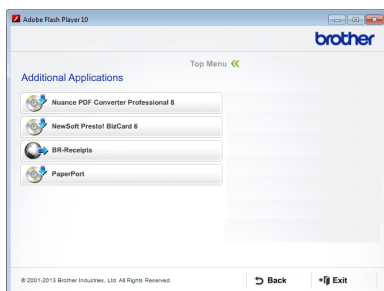 Adobe Flash Player 10
brother
Top Menu
Additional Applications
Nuance PDF Converter Professional 8
NewSoft Presto! BizCard 6
BR-Receipts
PaperPort
© 2001-2013 Brother Industries, Ltd. All Rights Reserved.
Back
Exit